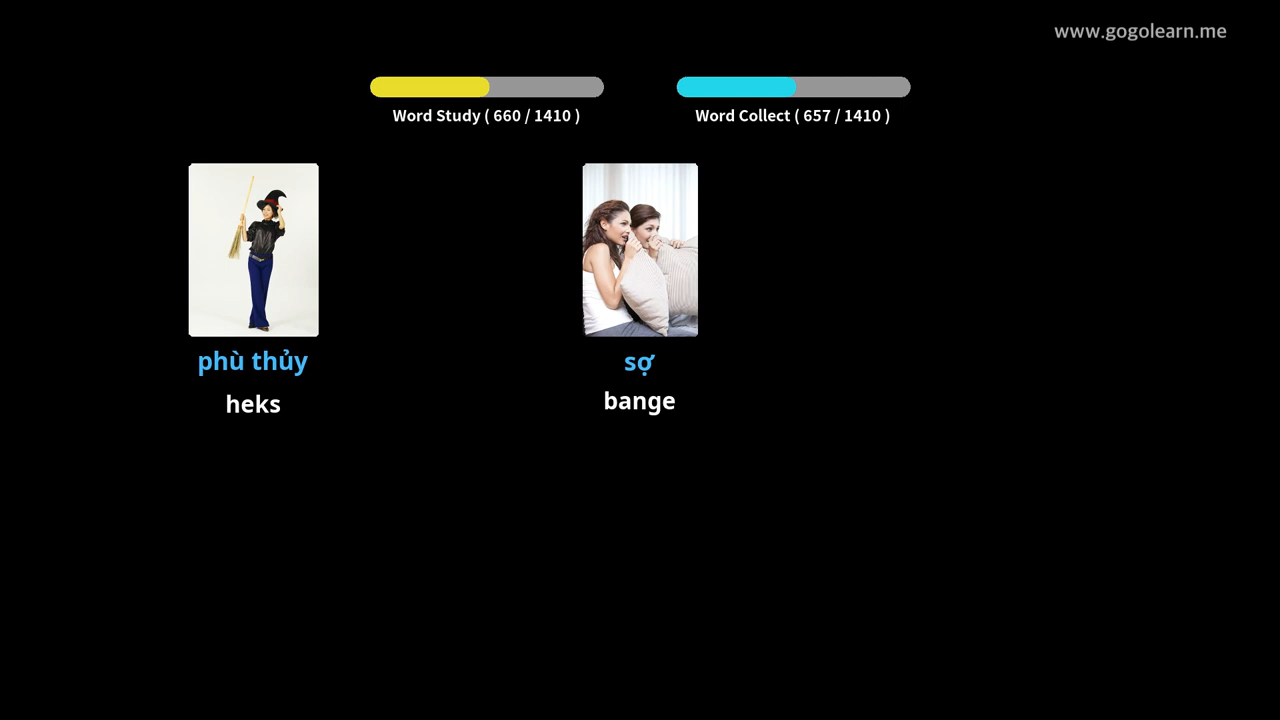 www.gogolearn.me
Word Study ( 660 / 1410 )
Word Collect ( 657 / 1410 )
phù thủy
heks
sợ
bange